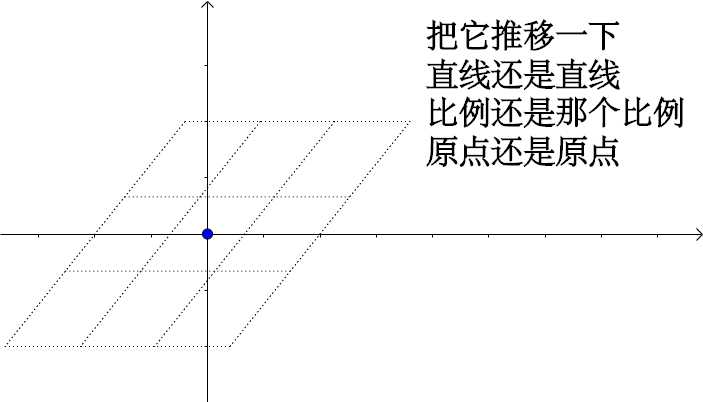 把它推移一下
直线还是直线
比例还是那个比例
原点还是原点